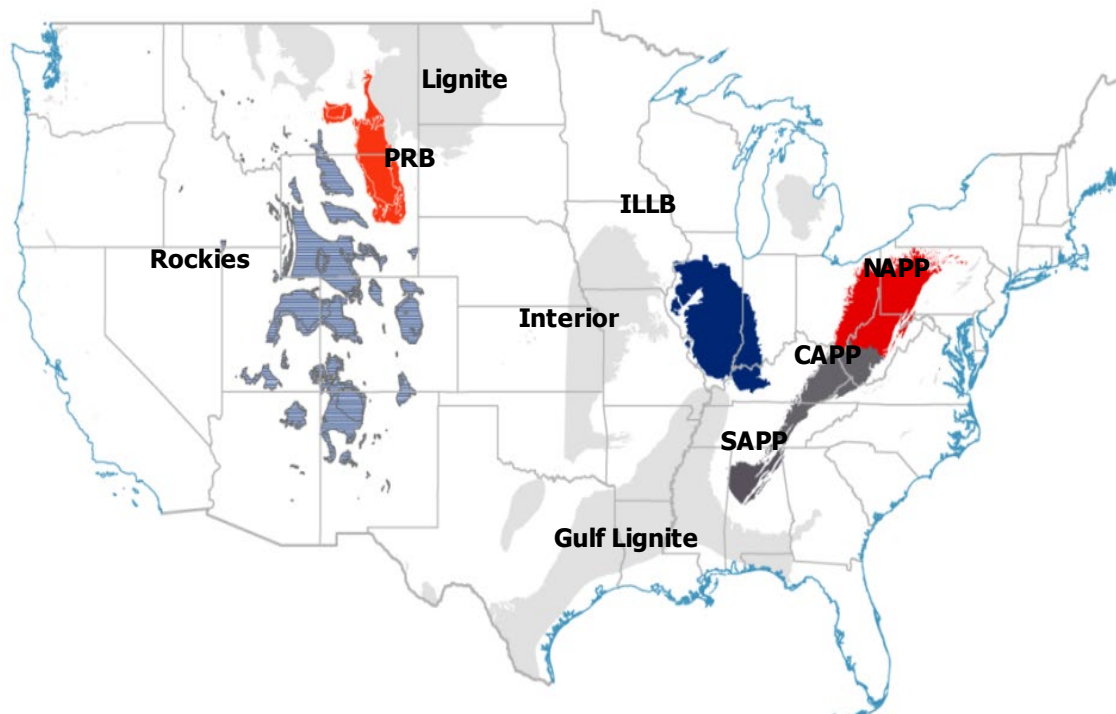 Lignite
PRB
ILLB
Rockies
NAPP
Interior
CAPP
SAPP
Gulf Lignite